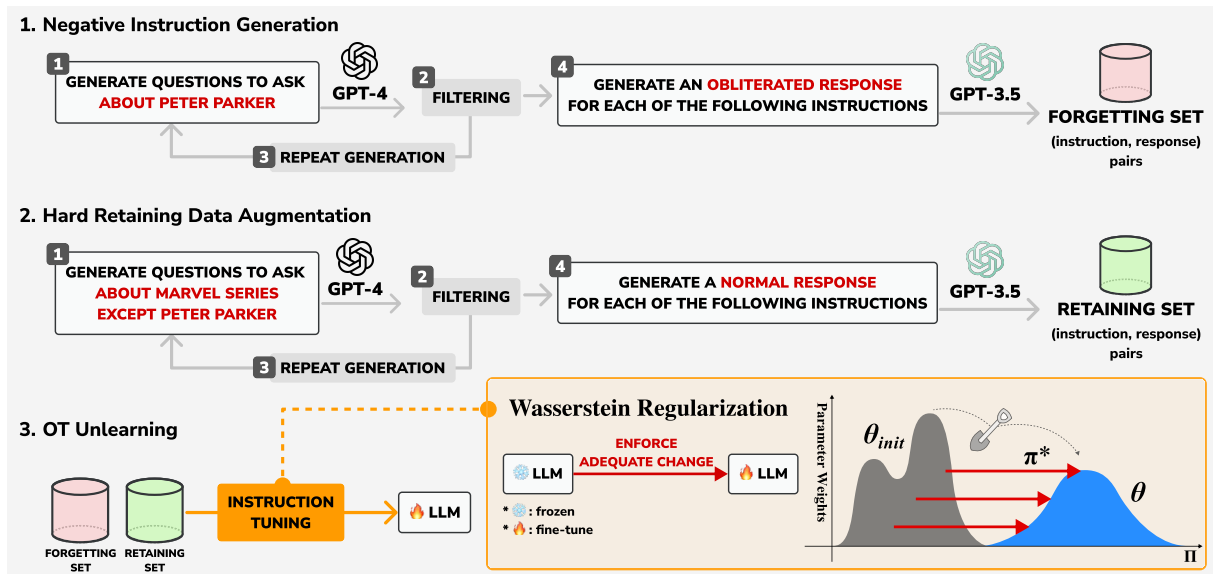 1. Negative Instruction Generation
1
GENERATE QUESTIONS TO ASK
ABOUT PETER PARKER
GPT-4
2
FILTERING
3
REPEAT GENERATION
4
GENERATE AN OBLITERATED RESPONSE
FOR EACH OF THE FOLLOWING INSTRUCTIONS
GPT-3.5
FORGETTING SET
(instruction, response)
pairs
2. Hard Retaining Data Augmentation
1
GENERATE QUESTIONS TO ASK
ABOUT MARVEL SERIES
EXCEPT PETER PARKER
GPT-4
2
FILTERING
3
REPEAT GENERATION
4
GENERATE A NORMAL RESPONSE
FOR EACH OF THE FOLLOWING INSTRUCTIONS
GPT-3.5
RETAINING SET
(instruction, response)
pairs
3. OT Unlearning
FORGETTING
SET
RETAINING
SET
INSTRUCTION
TUNING
LLM
Wasserstein Regularization
LLM
ENFORCE
ADEQUATE CHANGE
LLM
* : frozen
* : fine-tune
Parameter Weights
θinit
π*
θ
Π